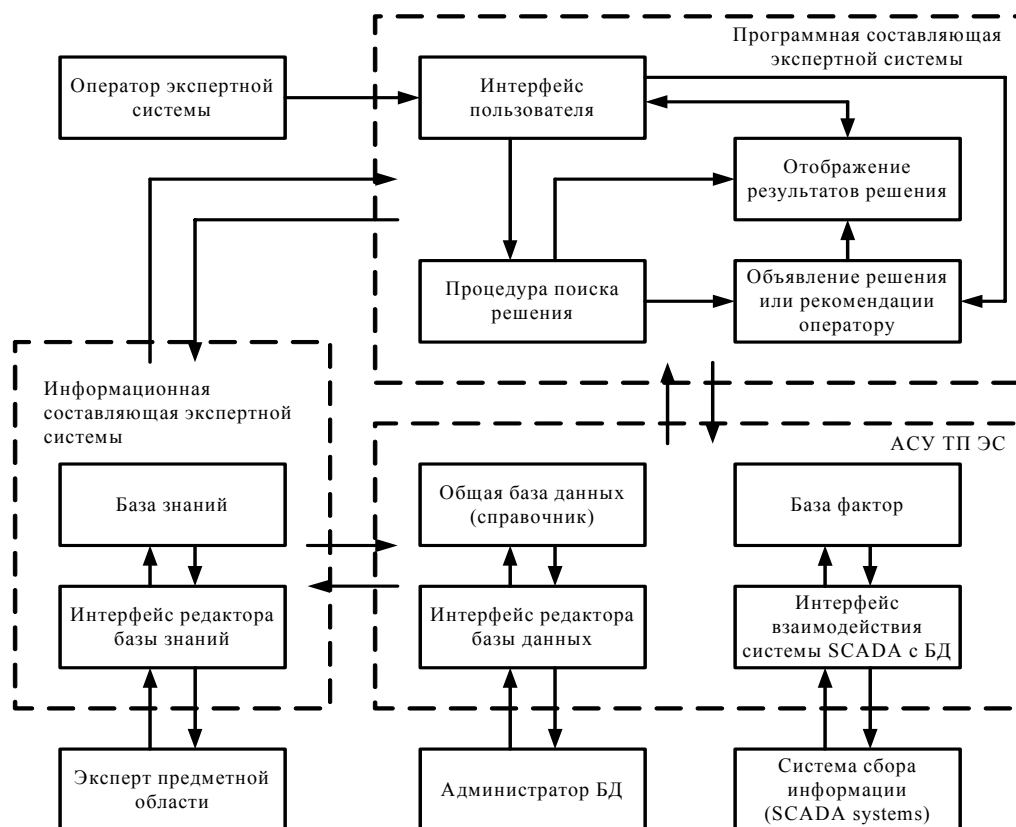 Программная составляющая
экспертной системы
Оператор экспертной
системы
Интерфейс
пользователя
Отображение
результатов решения
Процедура поиска
решения
Объявление решения
или рекомендации
оператору
Информационная
составляющая экспертной
системы
АСУ ТП ЭС
База знаний
Общая база данных
(справочник)
База фактор
Интерфейс редактора
базы знаний
Интерфейс редактора
базы данных
Интерфейс
взаимодействия
системы SCADA с БД
Эксперт предметной
области
Администратор БД
Система сбора
информации
(SCADA systems)